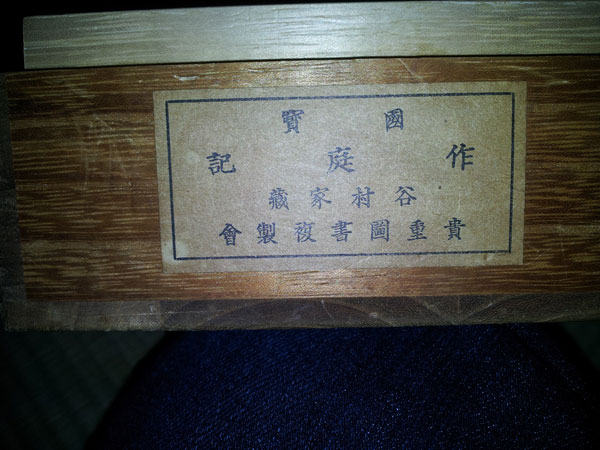 國寶
作庭記
谷村家藏
貴重圖書複製會